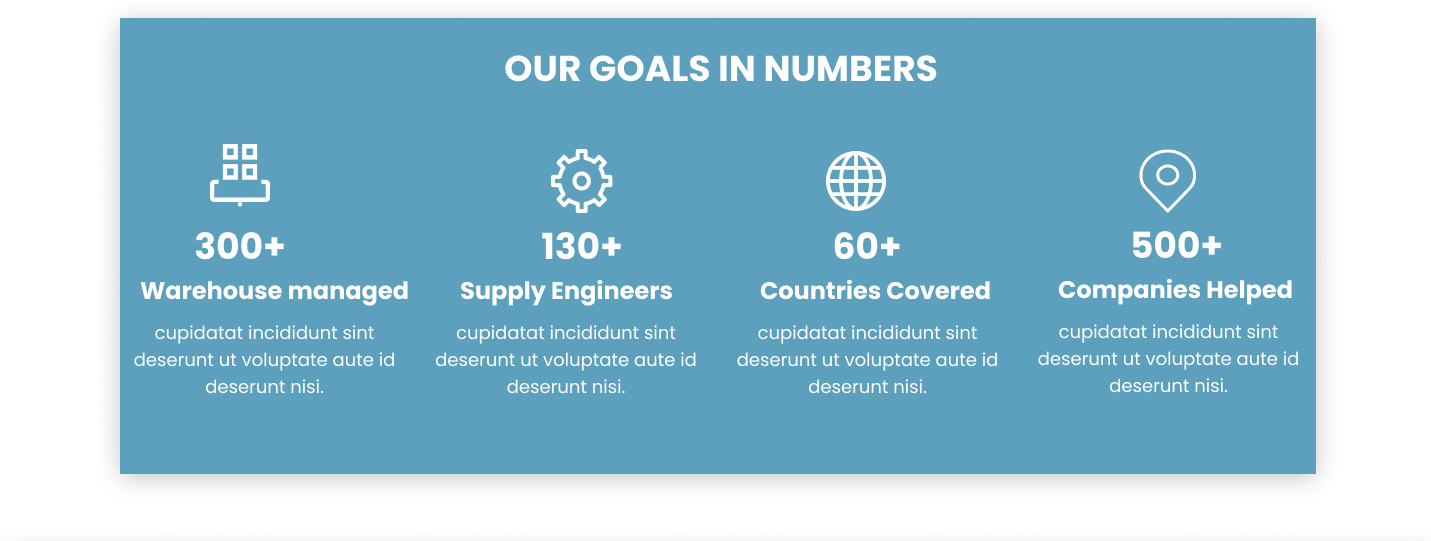 OUR GOALS IN NUMBERS
300+
Warehouse managed
cupidatat incididunt sint
deserunt ut voluptate aute id
deserunt nisi.
130+
Supply Engineers
cupidatat incididunt sint
deserunt ut voluptate aute id
deserunt nisi.
60+
Countries Covered
cupidatat incididunt sint
deserunt ut voluptate aute id
deserunt nisi.
500+
Companies Helped
cupidatat incididunt sint
deserunt ut voluptate aute id
deserunt nisi.